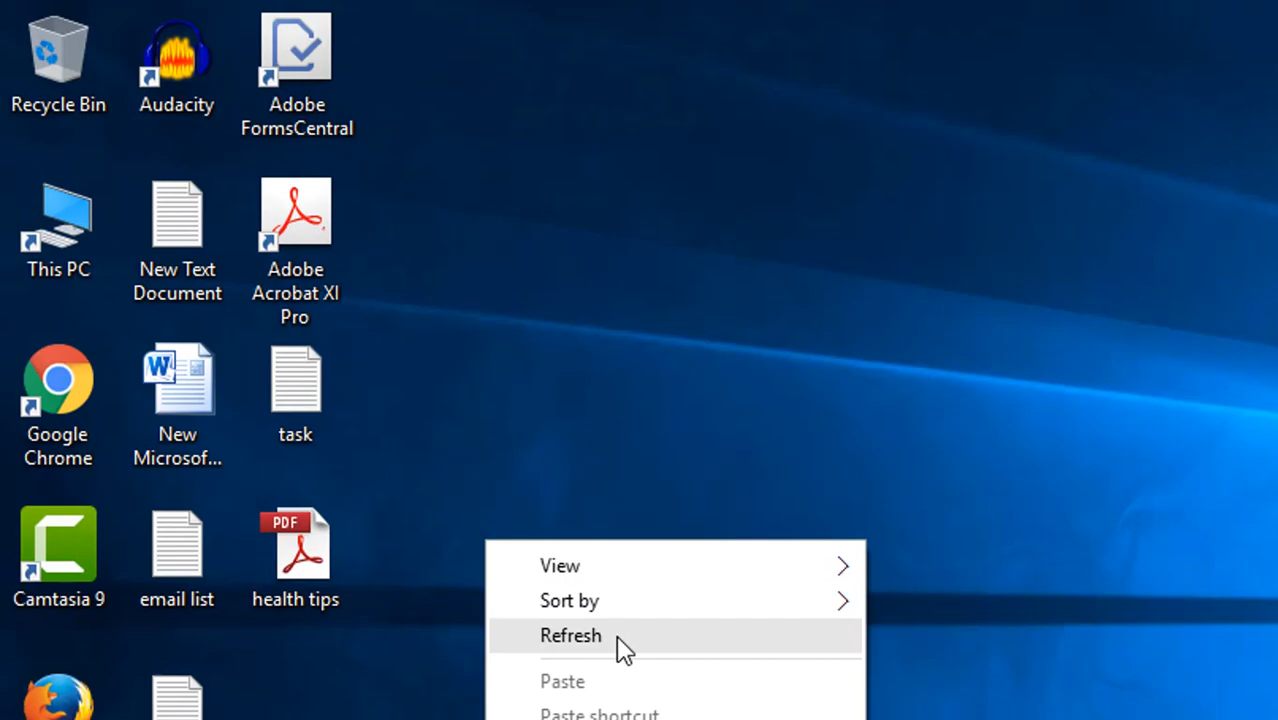 Recycle Bin
Audacity
Adobe
FormsCentral
This PC
New Text
Document
Adobe
Acrobat XI
Pro
Google
Chrome
New
Microsof...
task
Camtasia 9
email list
health tips
PDF
View
Sort by
Refresh
Paste
Paste shortcut